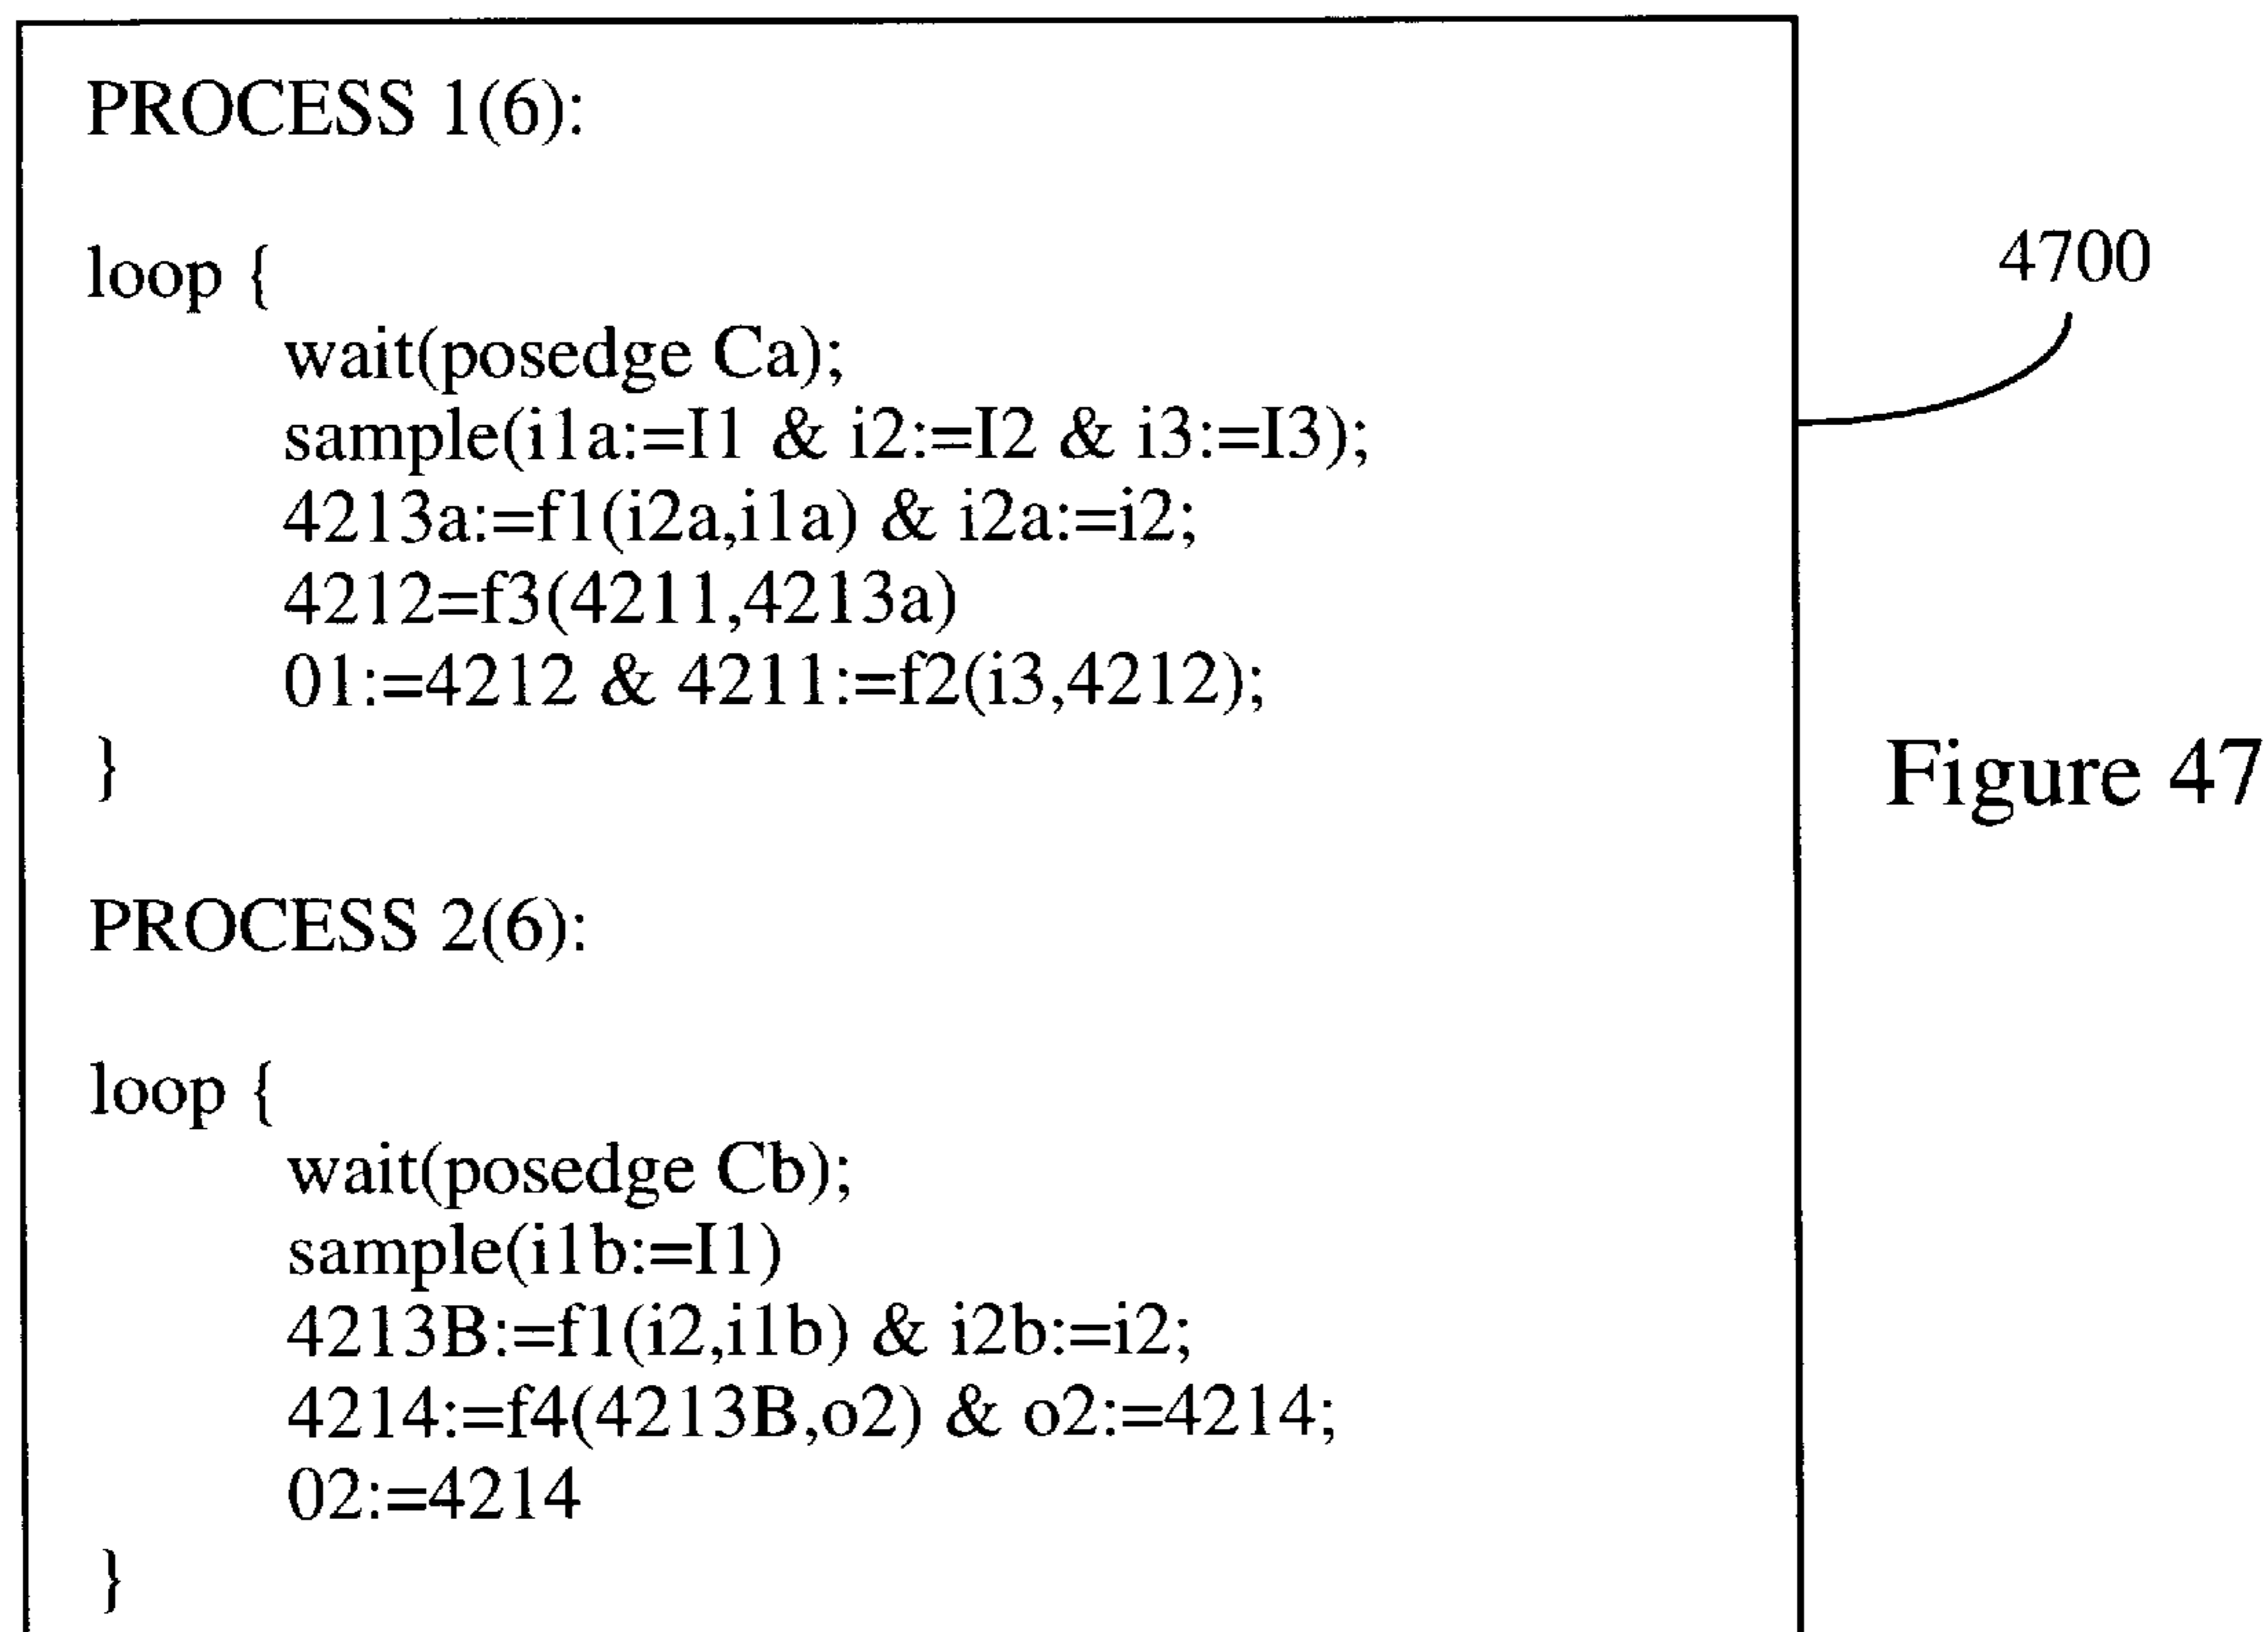 PROCESS 1(6):
loop {
wait(posedge Ca);
sample(i1a:=I1 & i2:=I2 & i3:=I3);
4213a:=f1(i2a,i1a) & i2a:=i2;
4212=f3(4211,4213a)
01:=4212 & 4211:=f2(i3,4212);
}
PROCESS 2(6):
loop {
wait(posedge Cb);
sample(i1b:=I1)
4213B:=f1(i2,i1b) & i2b:=i2;
4214:=f4(4213B,o2) & o2:=4214;
02:=4214
}
4700
Figure 47